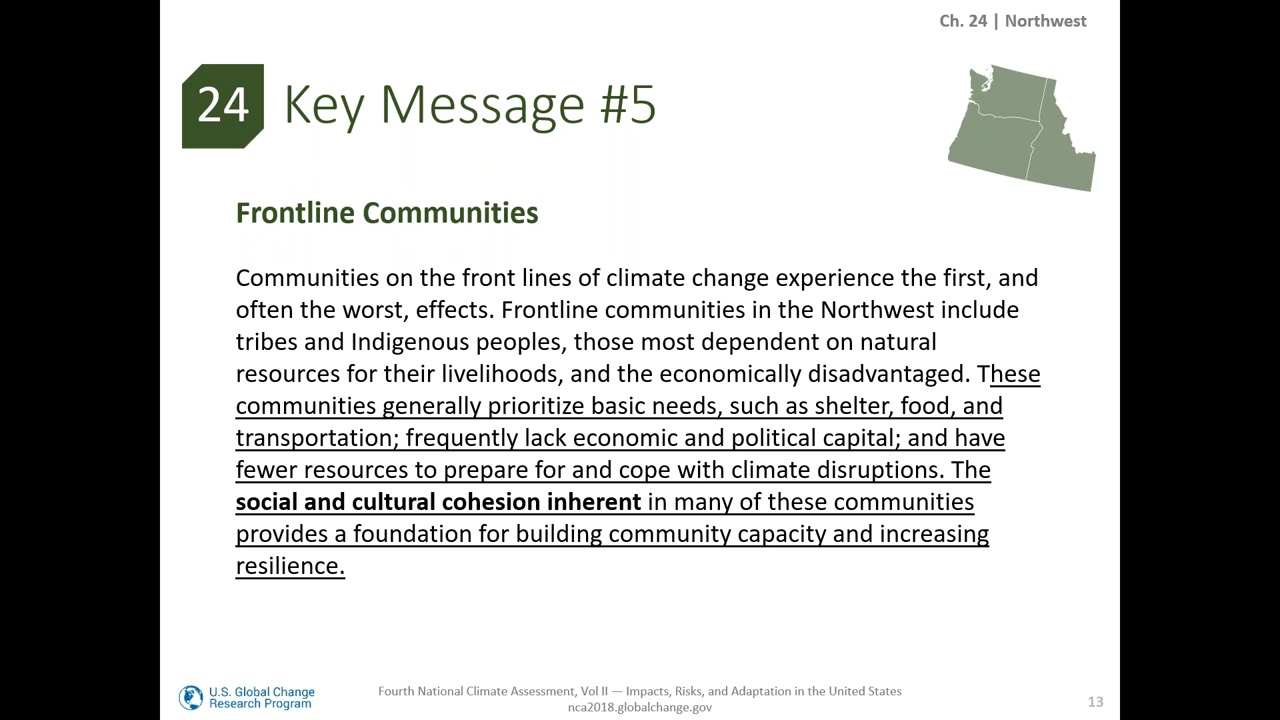 Ch. 24 | Northwest
24 Key Message #5
Frontline Communities
Communities on the front lines of climate change experience the first, and
often the worst, effects. Frontline communities in the Northwest include
tribes and Indigenous peoples, those most dependent on natural
resources for their livelihoods, and the economically disadvantaged. These
communities generally prioritize basic needs, such as shelter, food, and
transportation; frequently lack economic and political capital; and have
fewer resources to prepare for and cope with climate disruptions. The
social and cultural cohesion inherent in many of these communities
provides a foundation for building community capacity and increasing
resilience.
U.S. Global Change
Research Program
Fourth National Climate Assessment, Vol II — Impacts, Risks, and Adaptation in the United States
nca2018.globalchange.gov
13